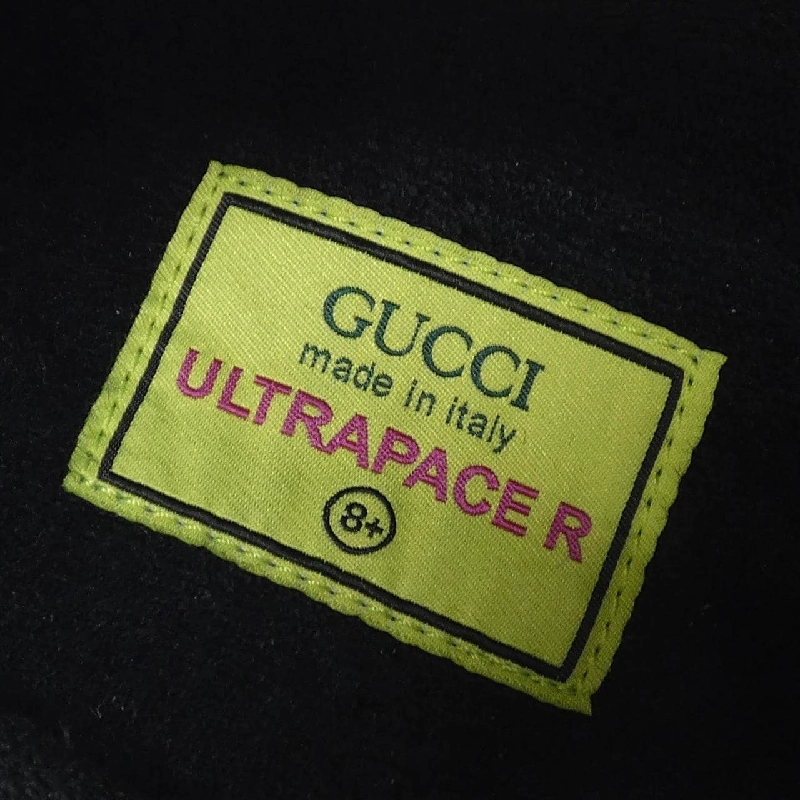 GUCCI
made in italy
ULTRAPACE R
8+